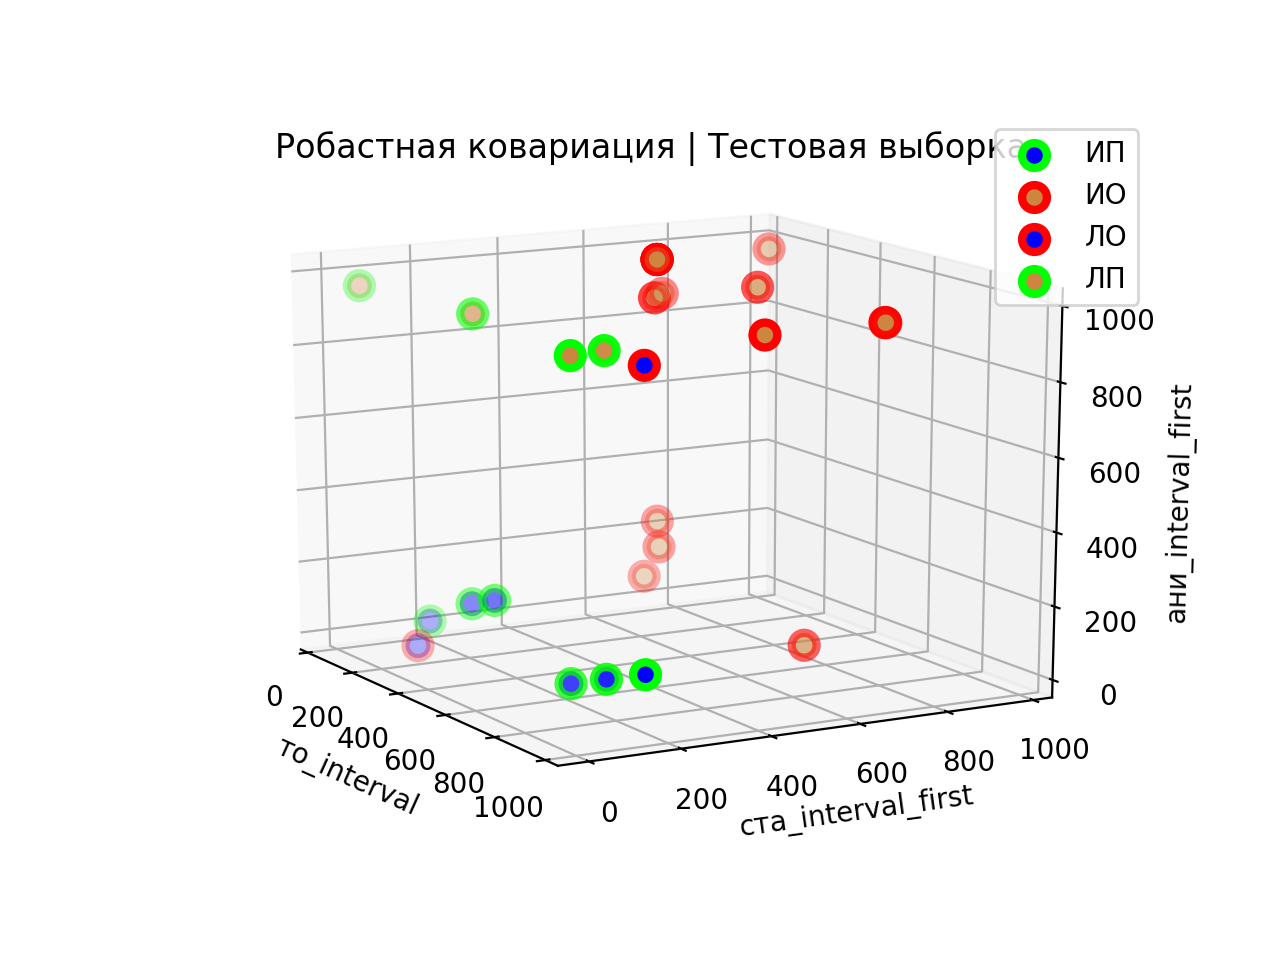 Робастная ковариация | Тестовая выборка
ИП
ИО
ЛО
ЛП
1000
800
600
400
200
0
ани_interval_first
0
200
400
600
800
1000
то_interval
0
200
400
600
800
1000
ста_interval_first